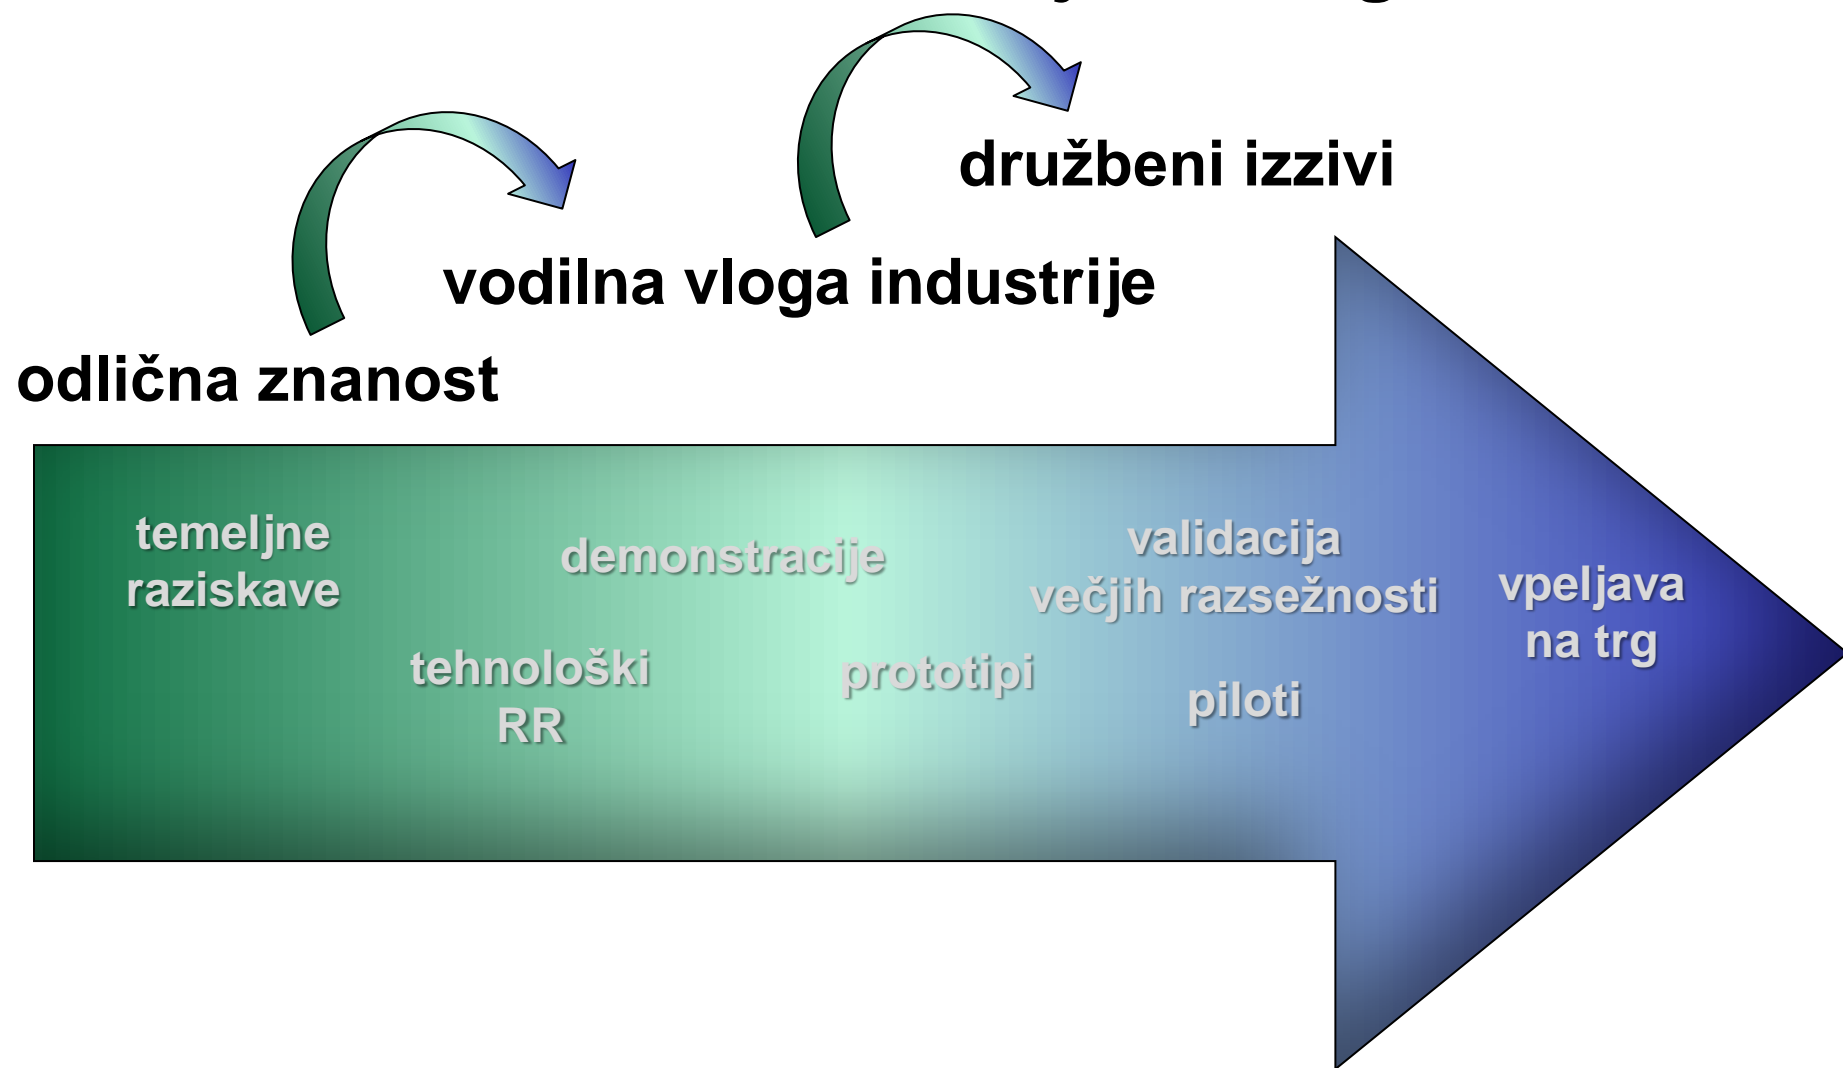 družbeni izzivi
vodilna vloga industrije
odlična znanost
temeljne
raziskave
demonstracije
tehnološki
RR
prototipi
validacija
večjih razsežnosti
piloti
vpeljava
na trg